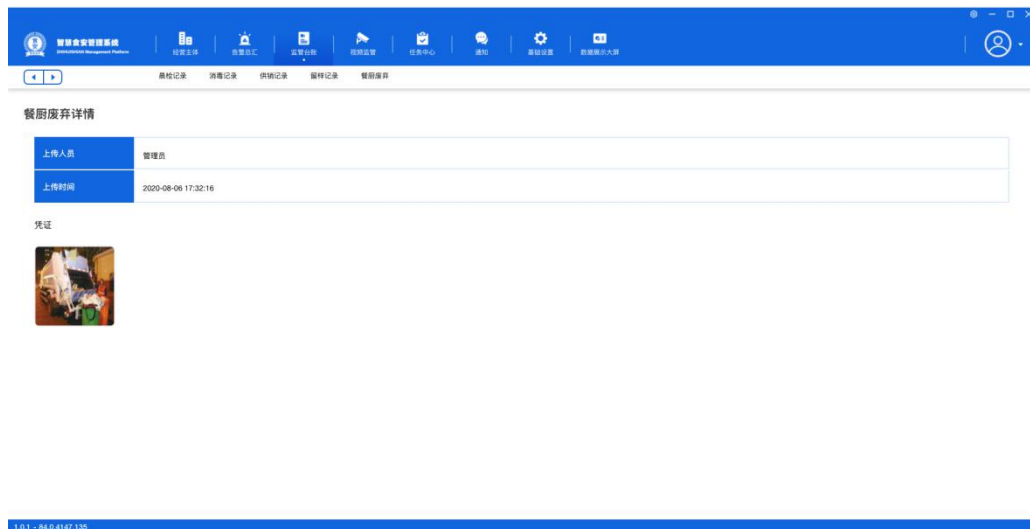 智慧食安管理系统
ZHIHUISHIAN Management Platform
经营主体 告警总汇 监管台账 视频监管 任务中心 通知 基础设置 数据展示大屏
晨检记录 消毒记录 供销记录 留样记录 餐厨废弃
餐厨废弃详情
上传人员 管理员
上传时间 2020-08-06 17:32:16
凭证
1.0.1 - 84.0.4147.135